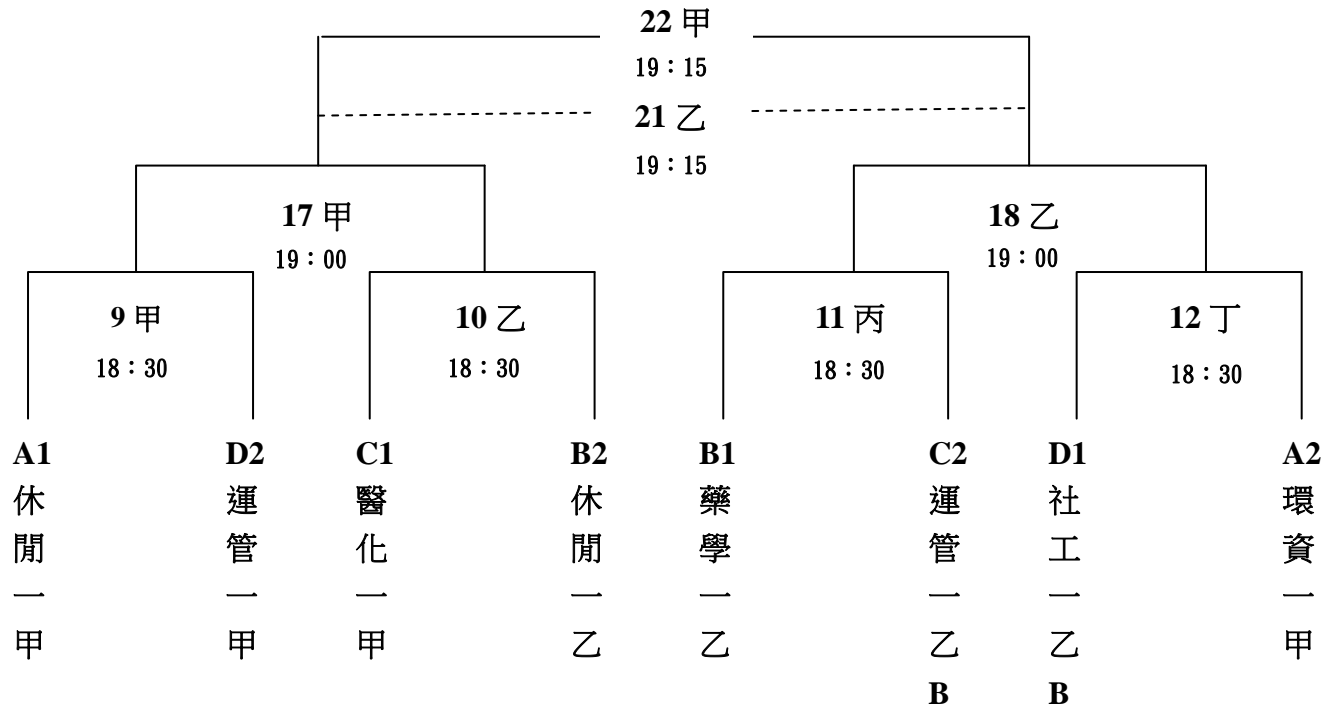 22 甲
19：15
21 乙
19：15
17 甲
19：00
18 乙
19：00
9 甲
18：30
10 乙
18：30
11 丙
18：30
12 丁
18：30
A1
休閒一甲
D2
運管一甲
C1
醫化一甲
B2
休閒一乙
B1
藥學一乙
C2
運管一乙B
D1
社工一乙B
A2
環資一甲